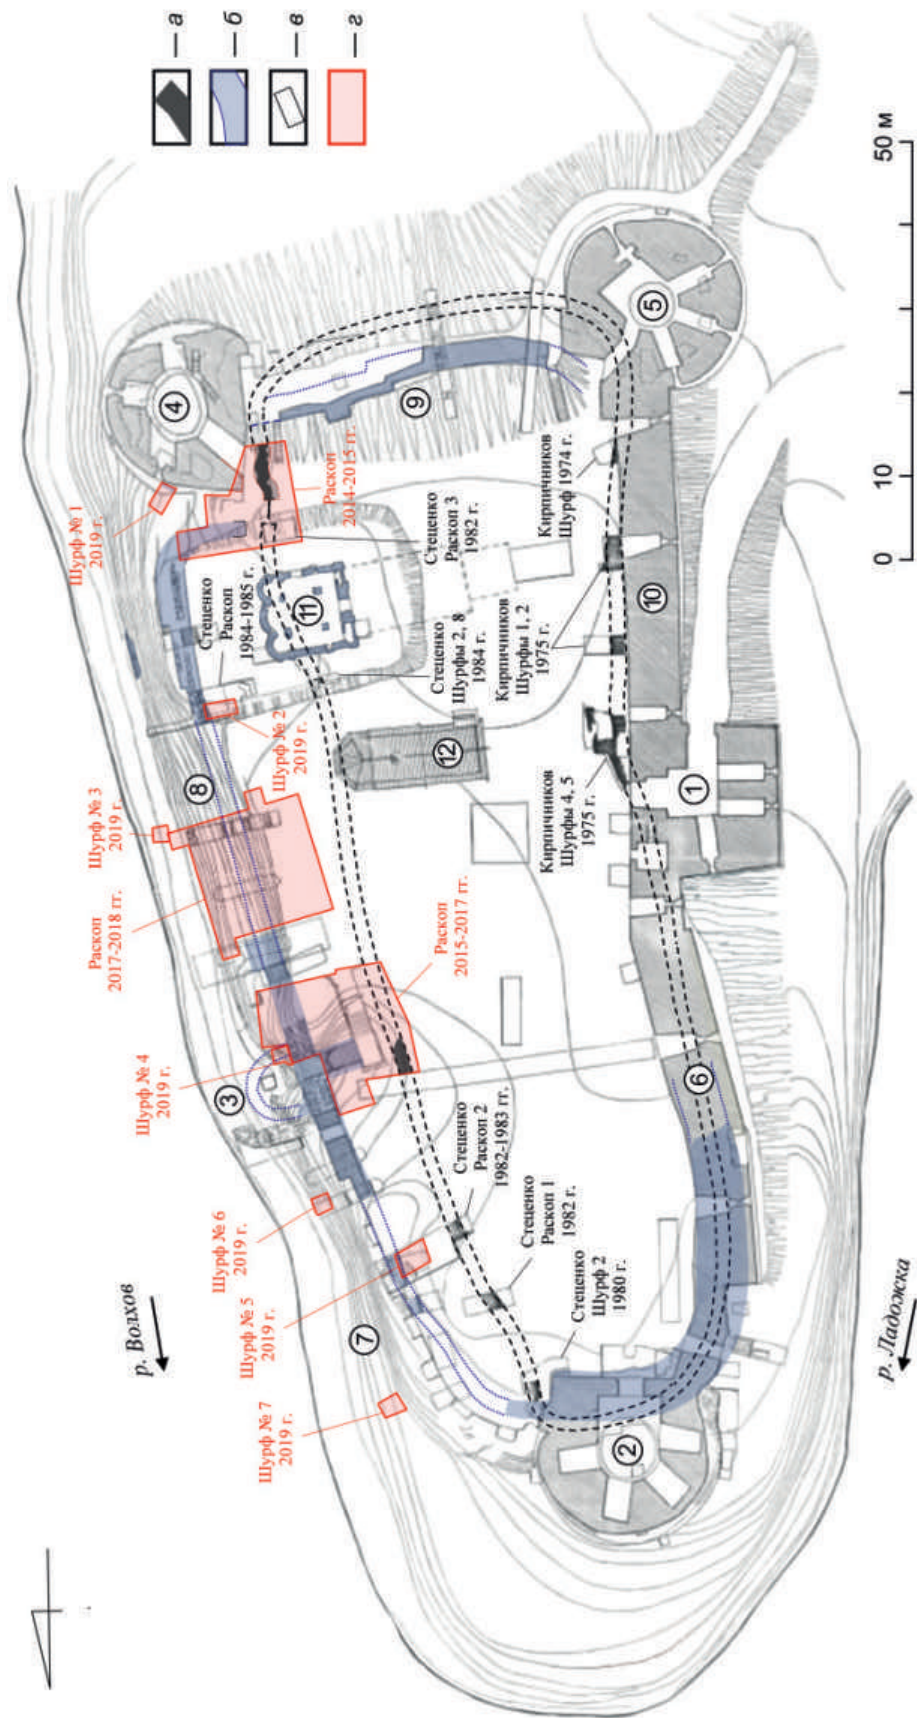 — а
— б
— в
— г
50 м
10
0
р. Волхов
р. Ладожка
Шурф № 1
2019 г.
Стеценко
Раскоп
1984-1985 г.
Шурф № 2
2019 г.
Шурф № 3
2019 г.
Раскоп
2017-2018 гг.
Раскоп
2014-2015 гг.
Стеценко
Раскоп 3
1982 г.
Стеценко
Шурфы 2, 8
1984 г.
Кирпичников
Шурф 1974 г.
Кирпичников
Шурфы 1, 2
1975 г.
Кирпичников
Шурфы 4, 5
1975 г.
Раскоп
2015-2017 гг.
Шурф № 4
2019 г.
Шурф № 6
2019 г.
Шурф № 5
2019 г.
Шурф № 7
2019 г.
Стеценко
Раскоп 2
1982-1983 гг.
Стеценко
Раскоп 1
1982 г.
Стеценко
Шурф 2
1980 г.
1
2
3
4
5
6
7
8
9
10
11
12